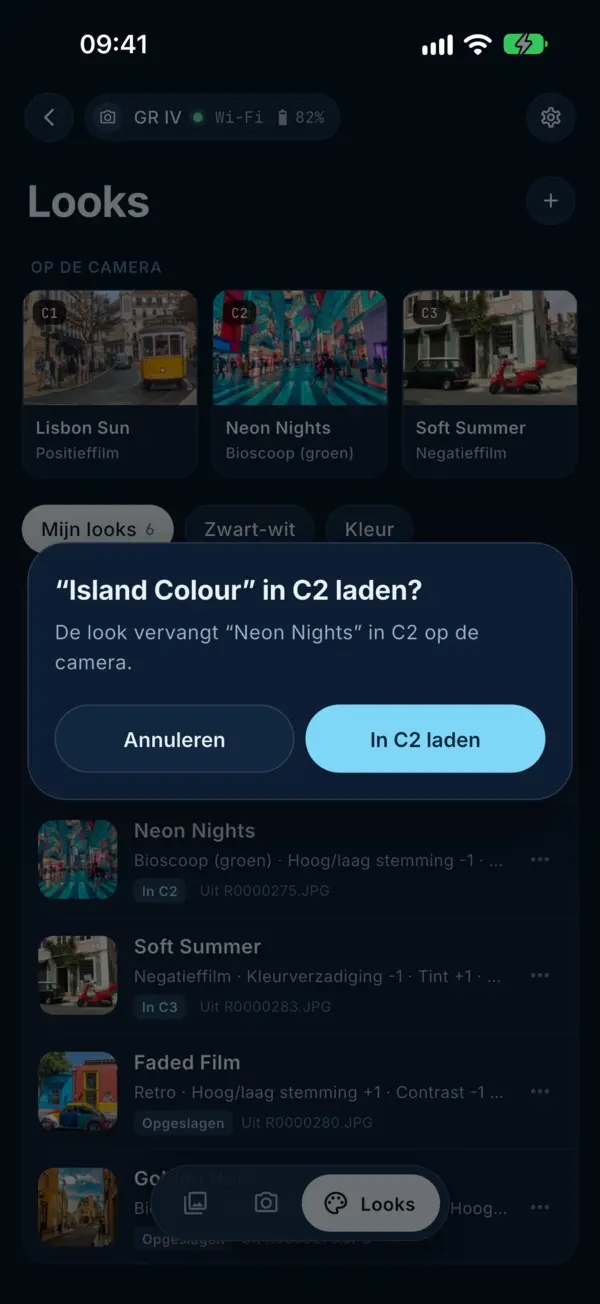 09:41
GR IV Wi-Fi 82%
Looks
OP DE CAMERA
C1
C2
C3
Lisbon Sun
Positieffilm
Neon Nights
Bioscoop (groen)
Soft Summer
Negatieffilm
Mijn looks 6
Zwart-wit
Kleur
“Island Colour” in C2 laden?
De look vervangt “Neon Nights” in C2 op de
camera.
Annuleren
In C2 laden
Neon Nights
Bioscoop (groen) · Hoog/laag stemming -1 · ...
In C2 Uit R0000275.JPG
Soft Summer
Negatieffilm · Kleurverzadiging -1 · Tint +1 · ...
In C3 Uit R0000283.JPG
Faded Film
Retro · Hoog/laag stemming +1 · Contrast -1 ...
Opgeslagen Uit R0000280.JPG
Looks
Hoog...
Opgeslagen